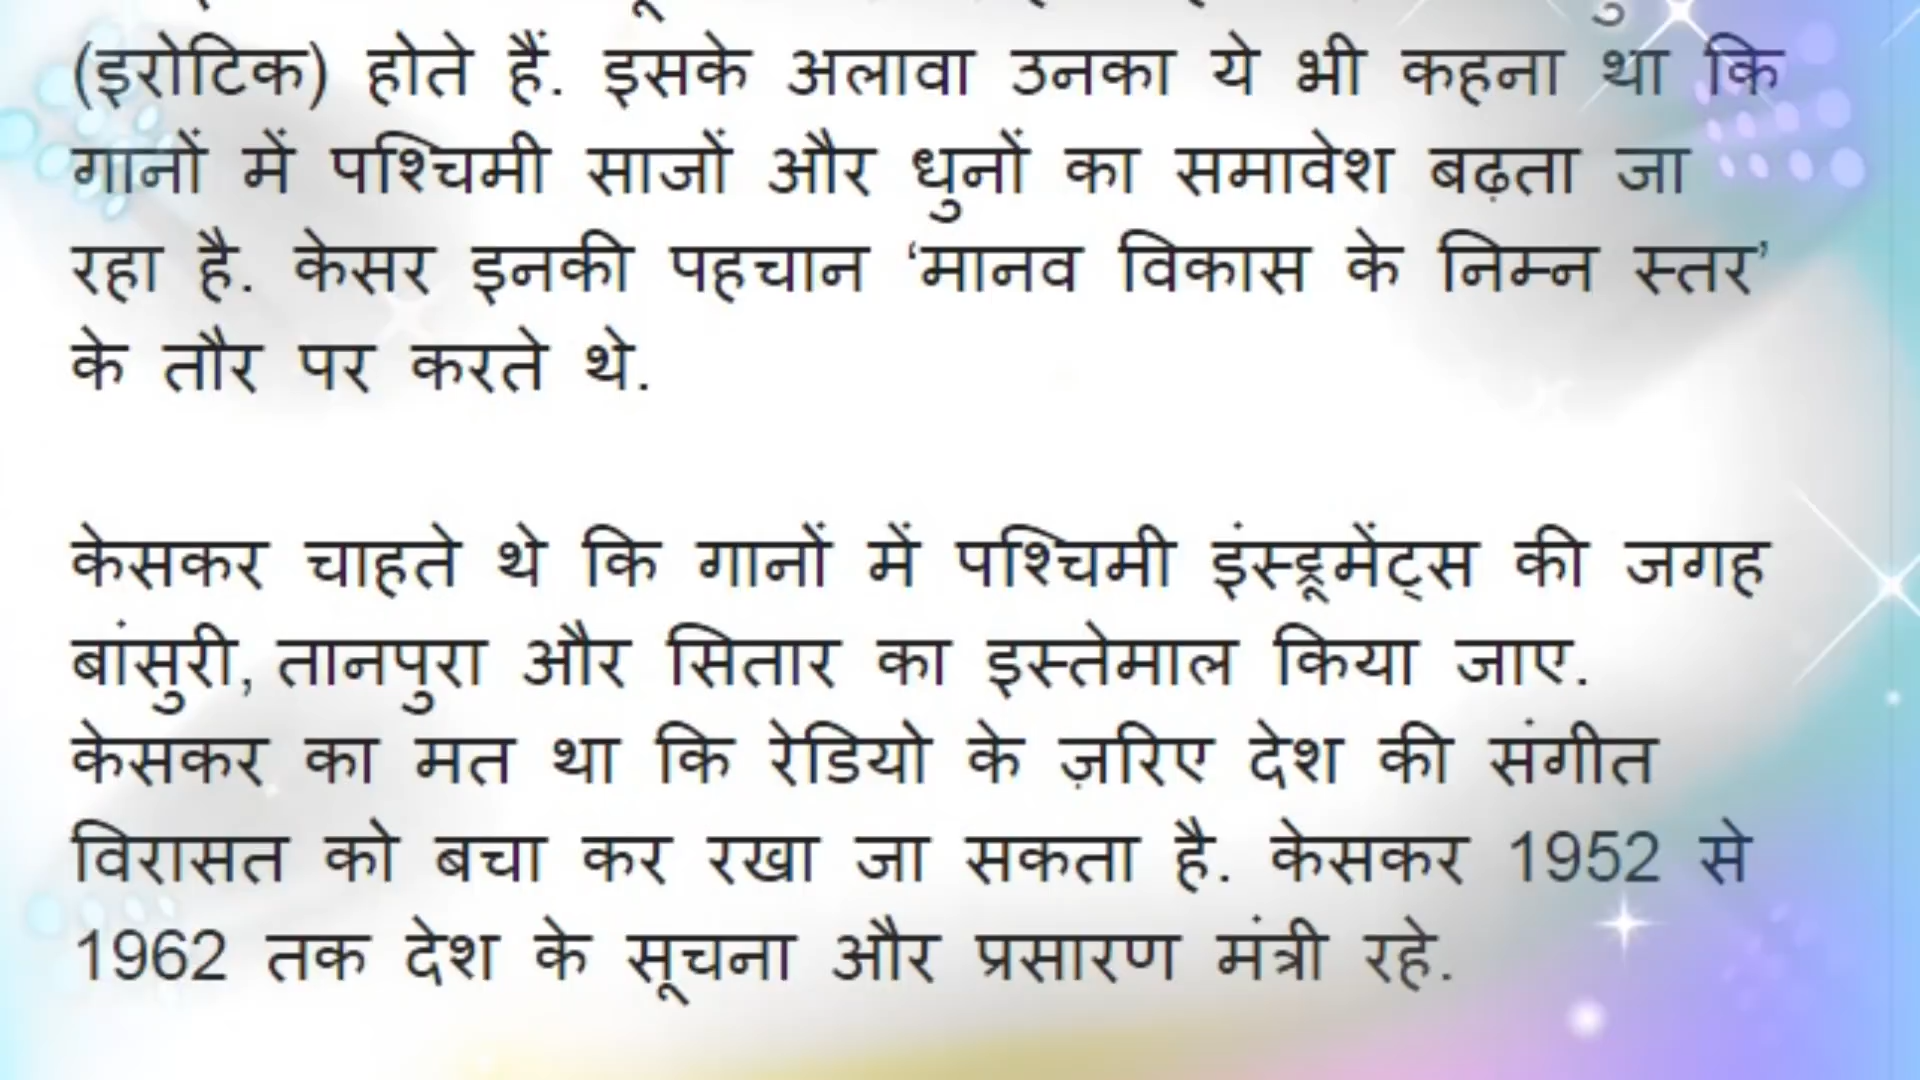 (इरोटिक) होते हैं. इसके अलावा उनका ये भी कहना था कि
गानों में पश्चिमी साजों और धुनों का समावेश बढ़ता जा
रहा है. केसर इनकी पहचान ‘मानव विकास के निम्न स्तर’
के तौर पर करते थे.
केसकर चाहते थे कि गानों में पश्चिमी इंस्ड्रूमेंट्स की जगह
बांसुरी, तानपुरा और सितार का इस्तेमाल किया जाए.
केसकर का मत था कि रेडियो के ज़रिए देश की संगीत
विरासत को बचा कर रखा जा सकता है. केसकर 1952 से
1962 तक देश के सूचना और प्रसारण मंत्री रहे.